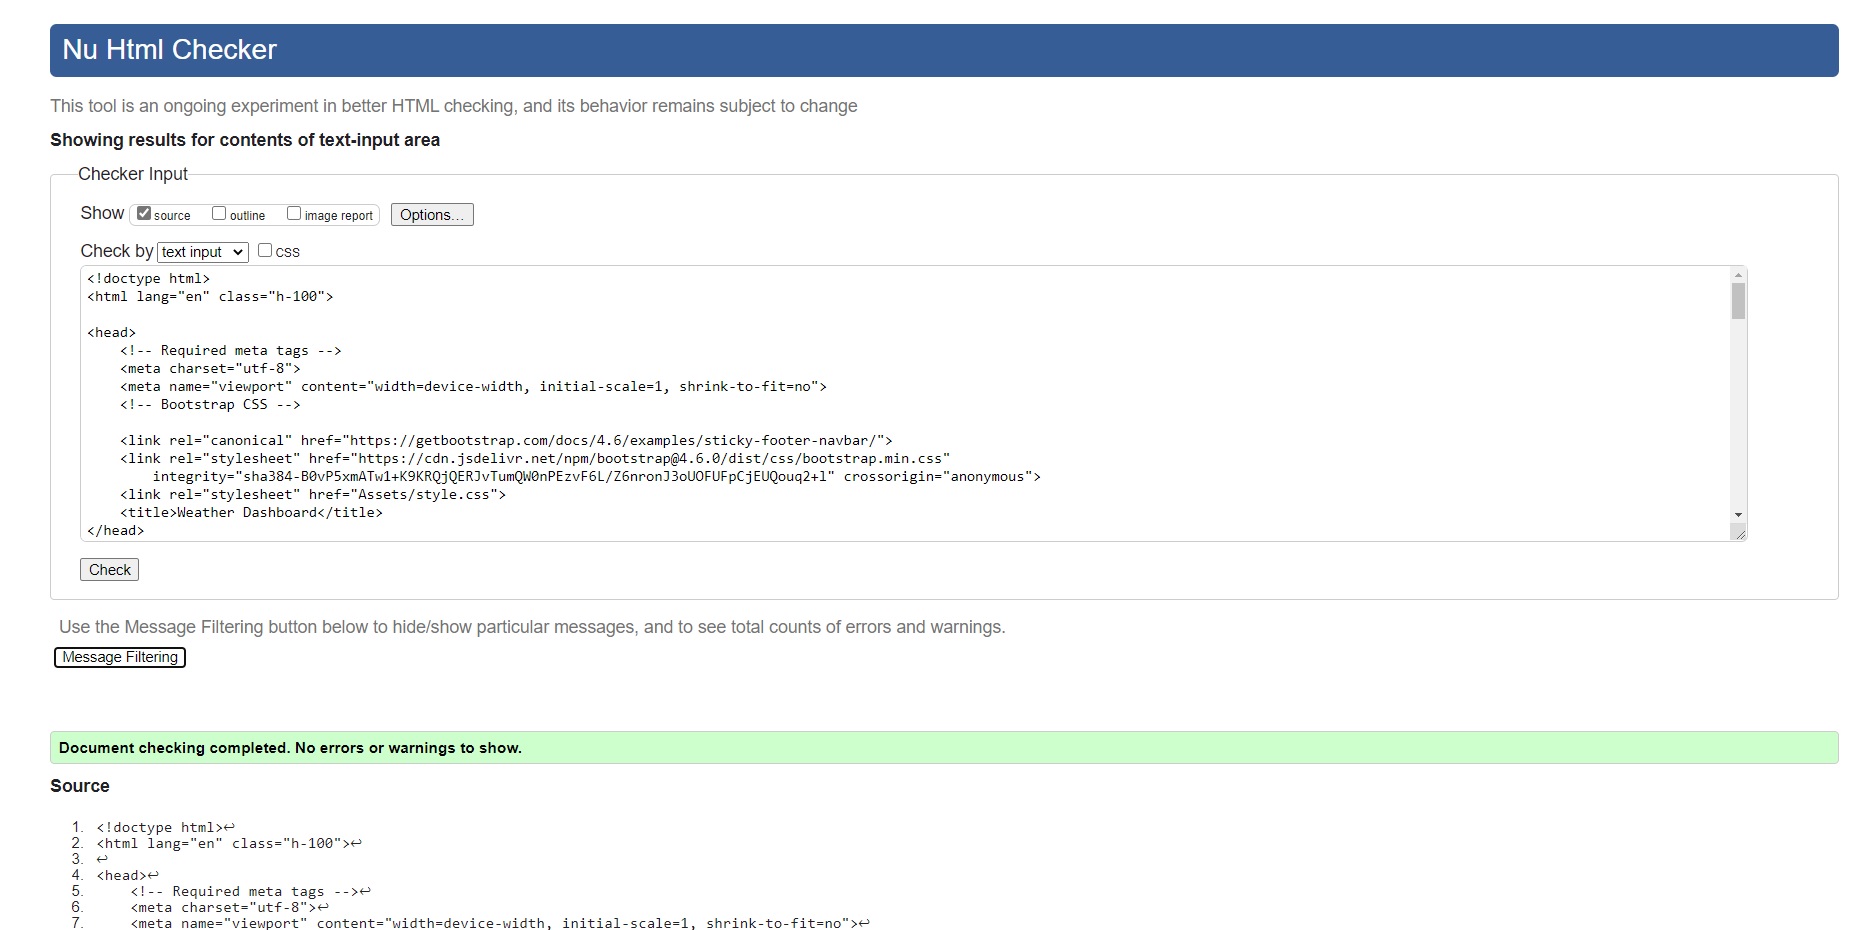 Nu Html Checker
This tool is an ongoing experiment in better HTML checking, and its behavior remains subject to change
Showing results for contents of text-input area
Checker Input
Show source outline image report Options...
Check by text input css
<!doctype html>
<html lang="en" class="h-100">
<head>
<!-- Required meta tags -->
<meta charset="utf-8">
<meta name="viewport" content="width=device-width, initial-scale=1, shrink-to-fit=no">
<!-- Bootstrap CSS -->
<link rel="canonical" href="https://getbootstrap.com/docs/4.6/examples/sticky-footer-navbar/">
<link rel="stylesheet" href="https://cdn.jsdelivr.net/npm/bootstrap@4.6.0/dist/css/bootstrap.min.css"
integrity="sha384-B0vP5xmATw1+K9KRQjQERJvTumQW0nPEzvF6L/Z6nronJ3oUOFUFpCjEUQouq2+l" crossorigin="anonymous">
<link rel="stylesheet" href="Assets/style.css">
<title>Weather Dashboard</title>
</head>
Check
Use the Message Filtering button below to hide/show particular messages, and to see total counts of errors and warnings.
Message Filtering
Document checking completed. No errors or warnings to show.
Source
1. <!doctype html>↩
2. <html lang="en" class="h-100">↩
3. ↩
4. <head>↩
5. <!-- Required meta tags -->↩
6. <meta charset="utf-8">↩
7. <meta name="viewport" content="width=device-width, initial-scale=1, shrink-to-fit=no">↩